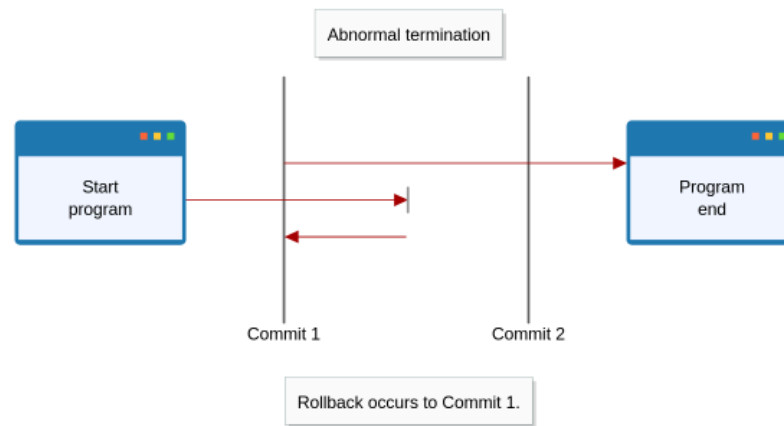 Abnormal termination
Start
program
Program
end
Commit 1
Commit 2
Rollback occurs to Commit 1.